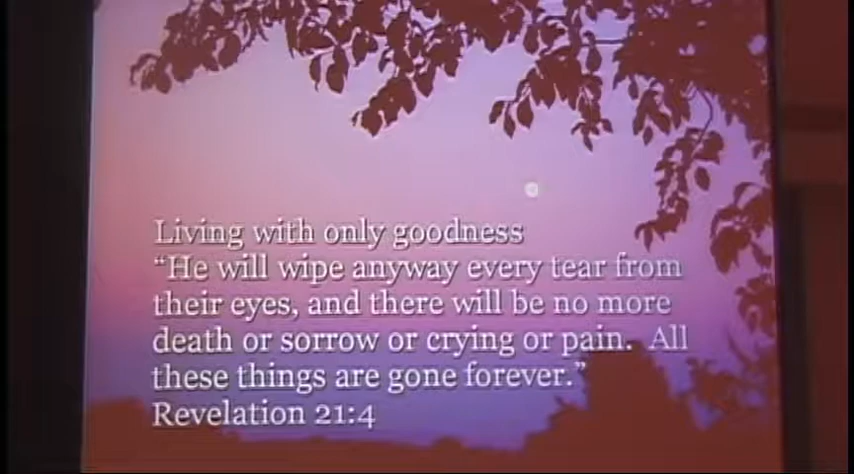 Living with only goodness
“He will wipe anyway every tear from
their eyes, and there will be no more
death or sorrow or crying or pain.  All
these things are gone forever.”
Revelation 21:4